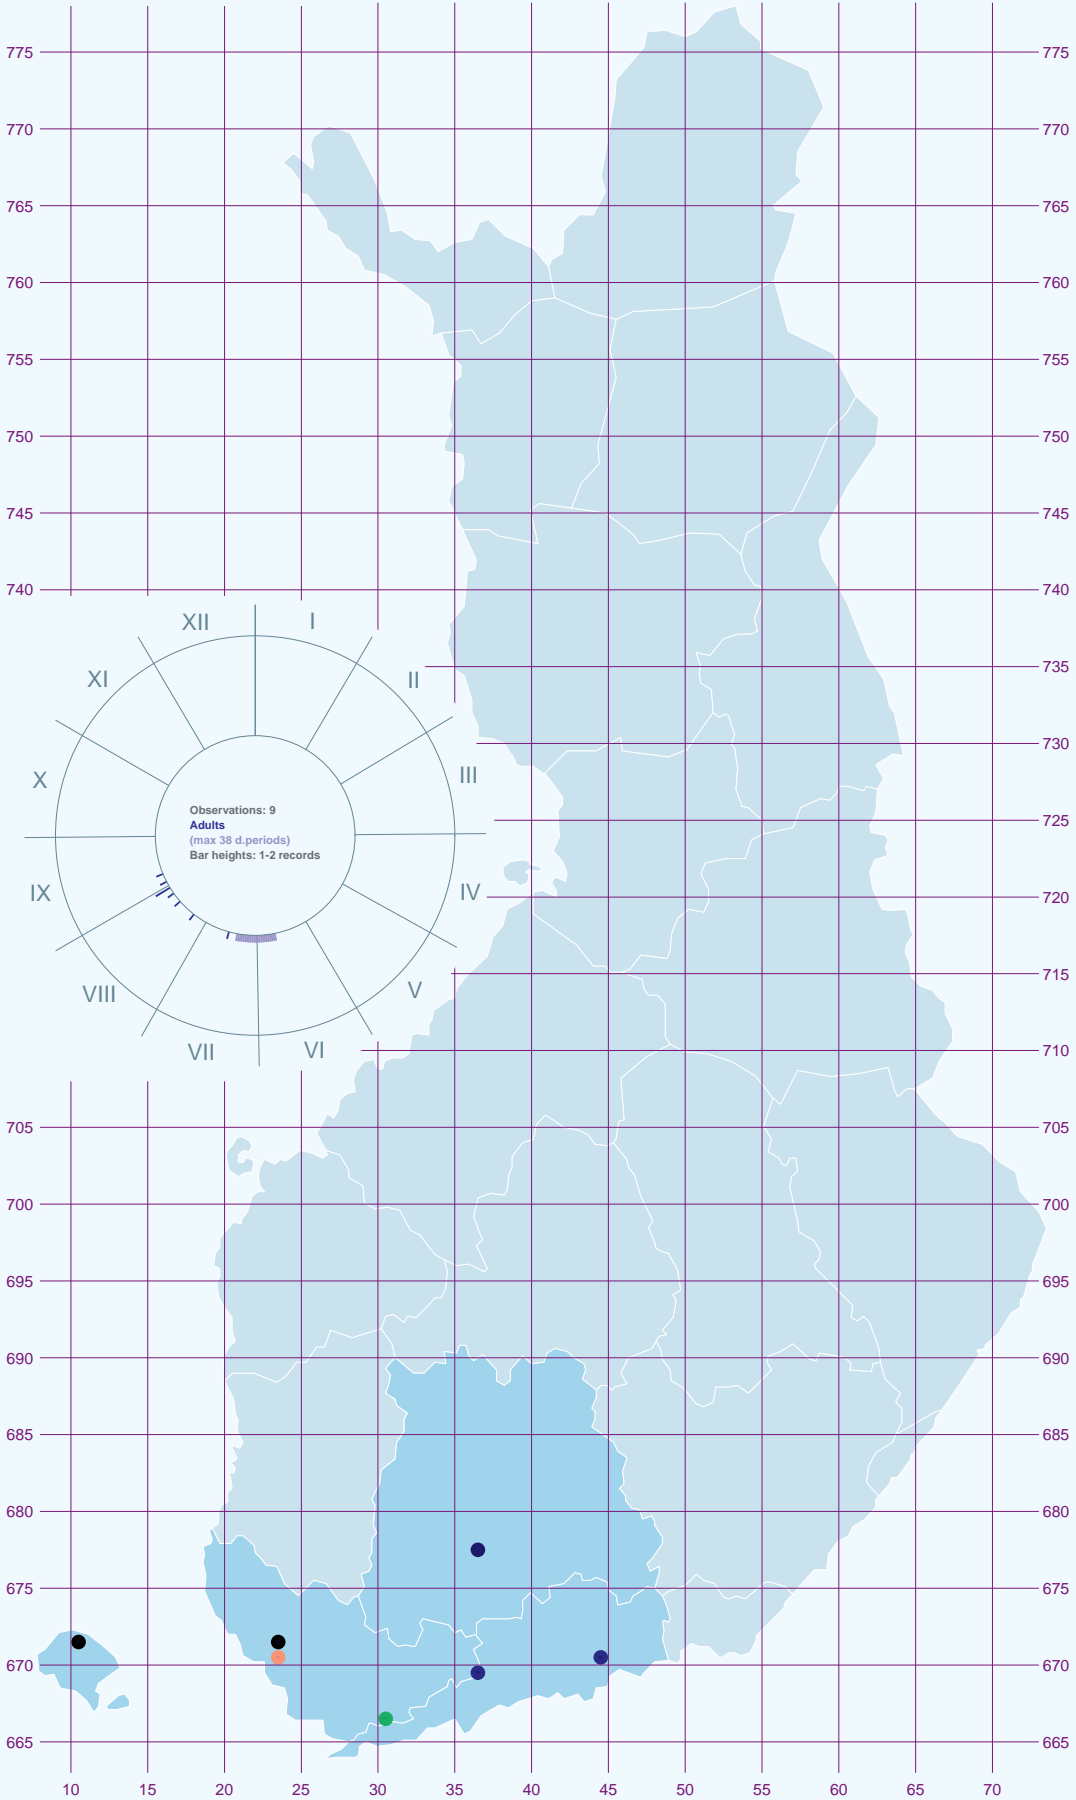 775 775
770 770
765 765
760 760
755 755
750 750
745 745
740 740
XII I
XI II
735
730
X III
Observations: 9
Adults
(max 38 d.periods)
Bar heights: 1-2 records
725
IX IV
720
VIII V
715
VII VI
710
705 705
700 700
695 695
690 690
685 685
680 680
675 675
670 670
665 665
10 15 20 25 30 35 40 45 50 55 60 65 70